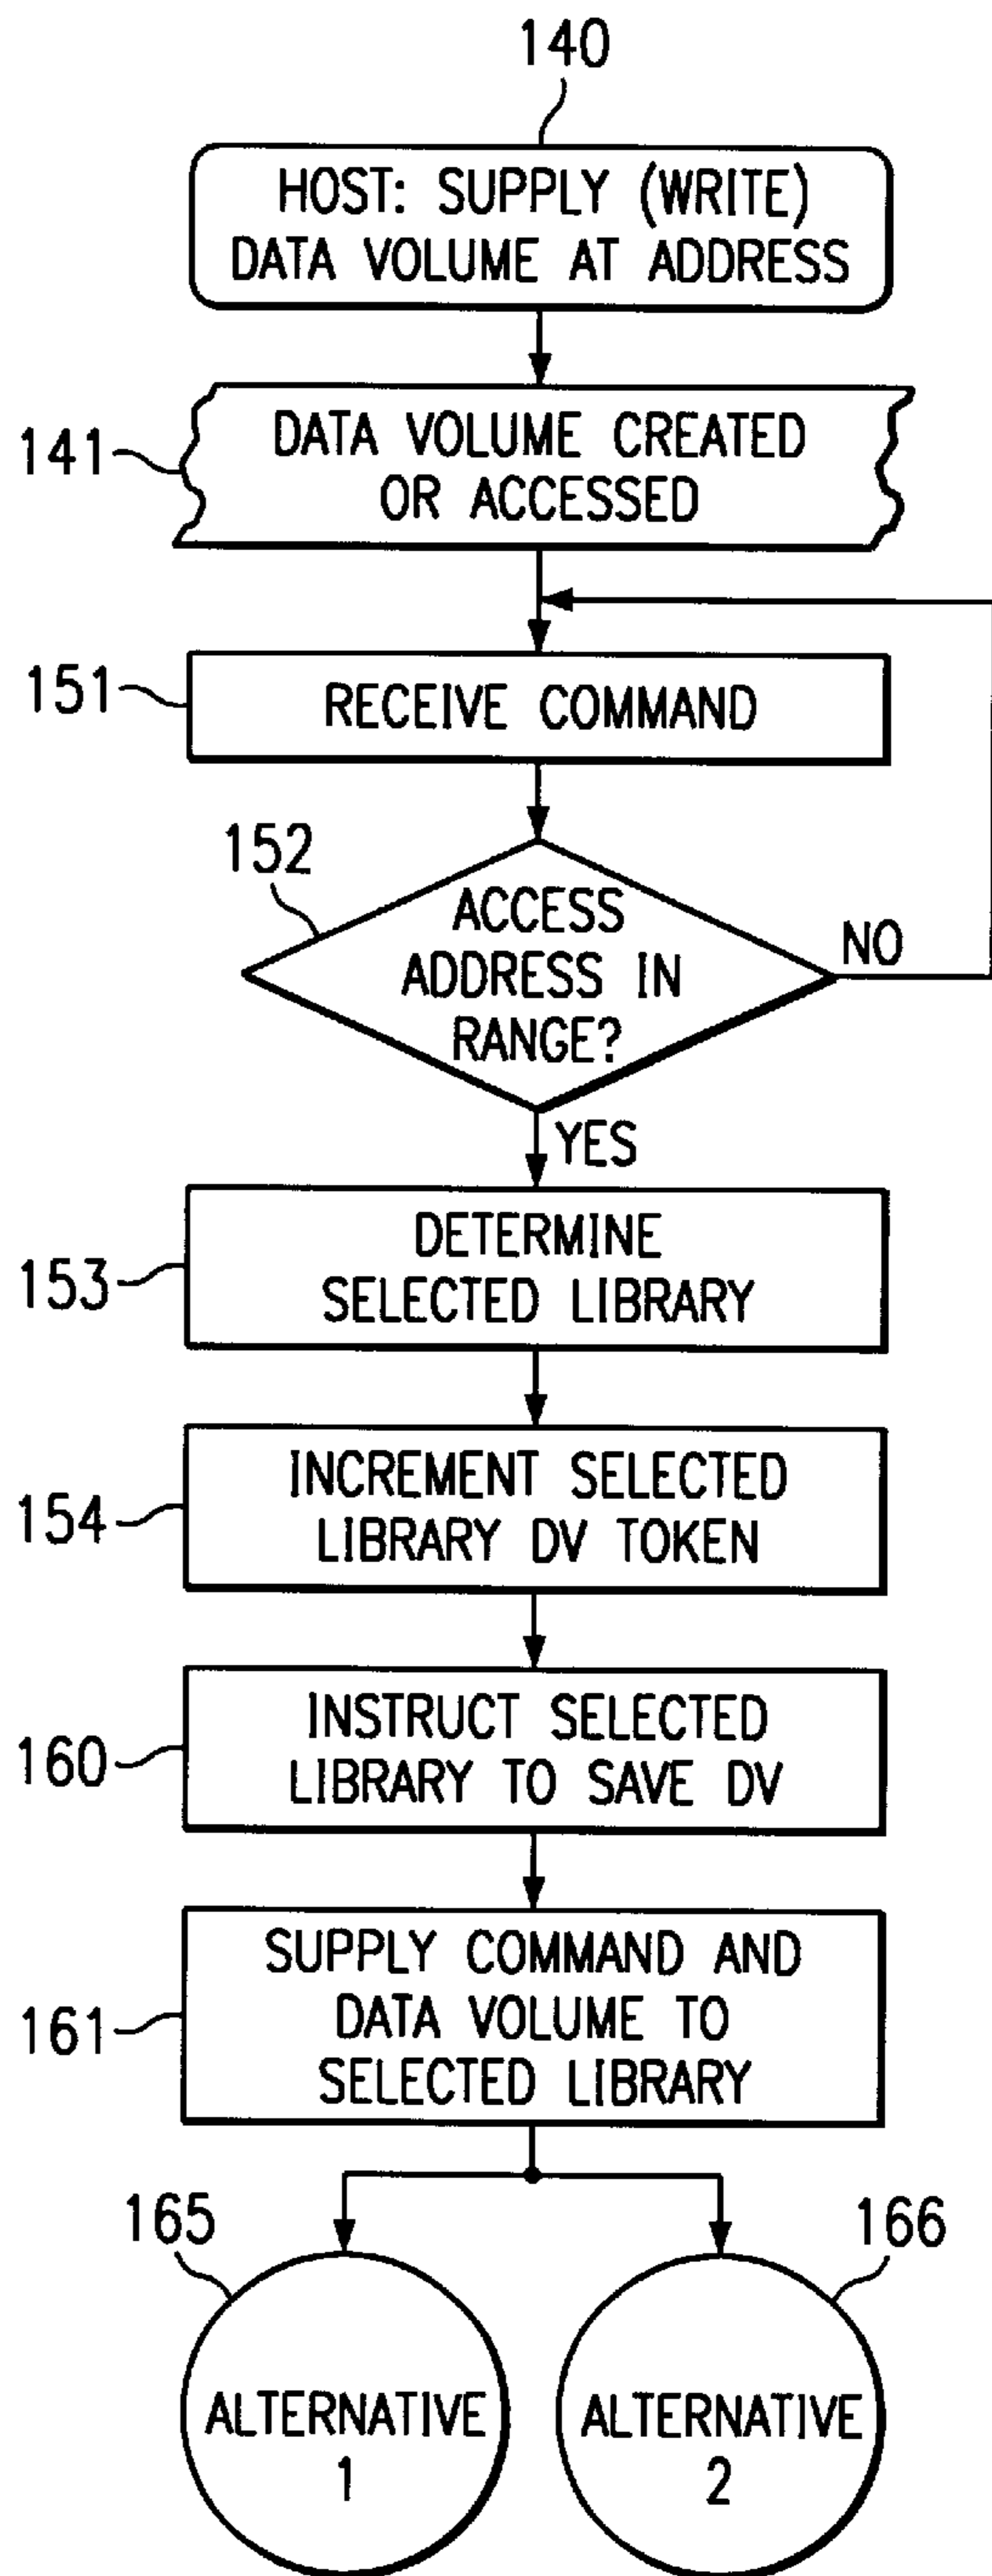 140
HOST: SUPPLY (WRITE)
DATA VOLUME AT ADDRESS
141
DATA VOLUME CREATED
OR ACCESSED
151
RECEIVE COMMAND
152
ACCESS
ADDRESS IN
RANGE?
NO
YES
153
DETERMINE
SELECTED LIBRARY
154
INCREMENT SELECTED
LIBRARY DV TOKEN
160
INSTRUCT SELECTED
LIBRARY TO SAVE DV
161
SUPPLY COMMAND AND
DATA VOLUME TO
SELECTED LIBRARY
165
166
ALTERNATIVE
1
ALTERNATIVE
2